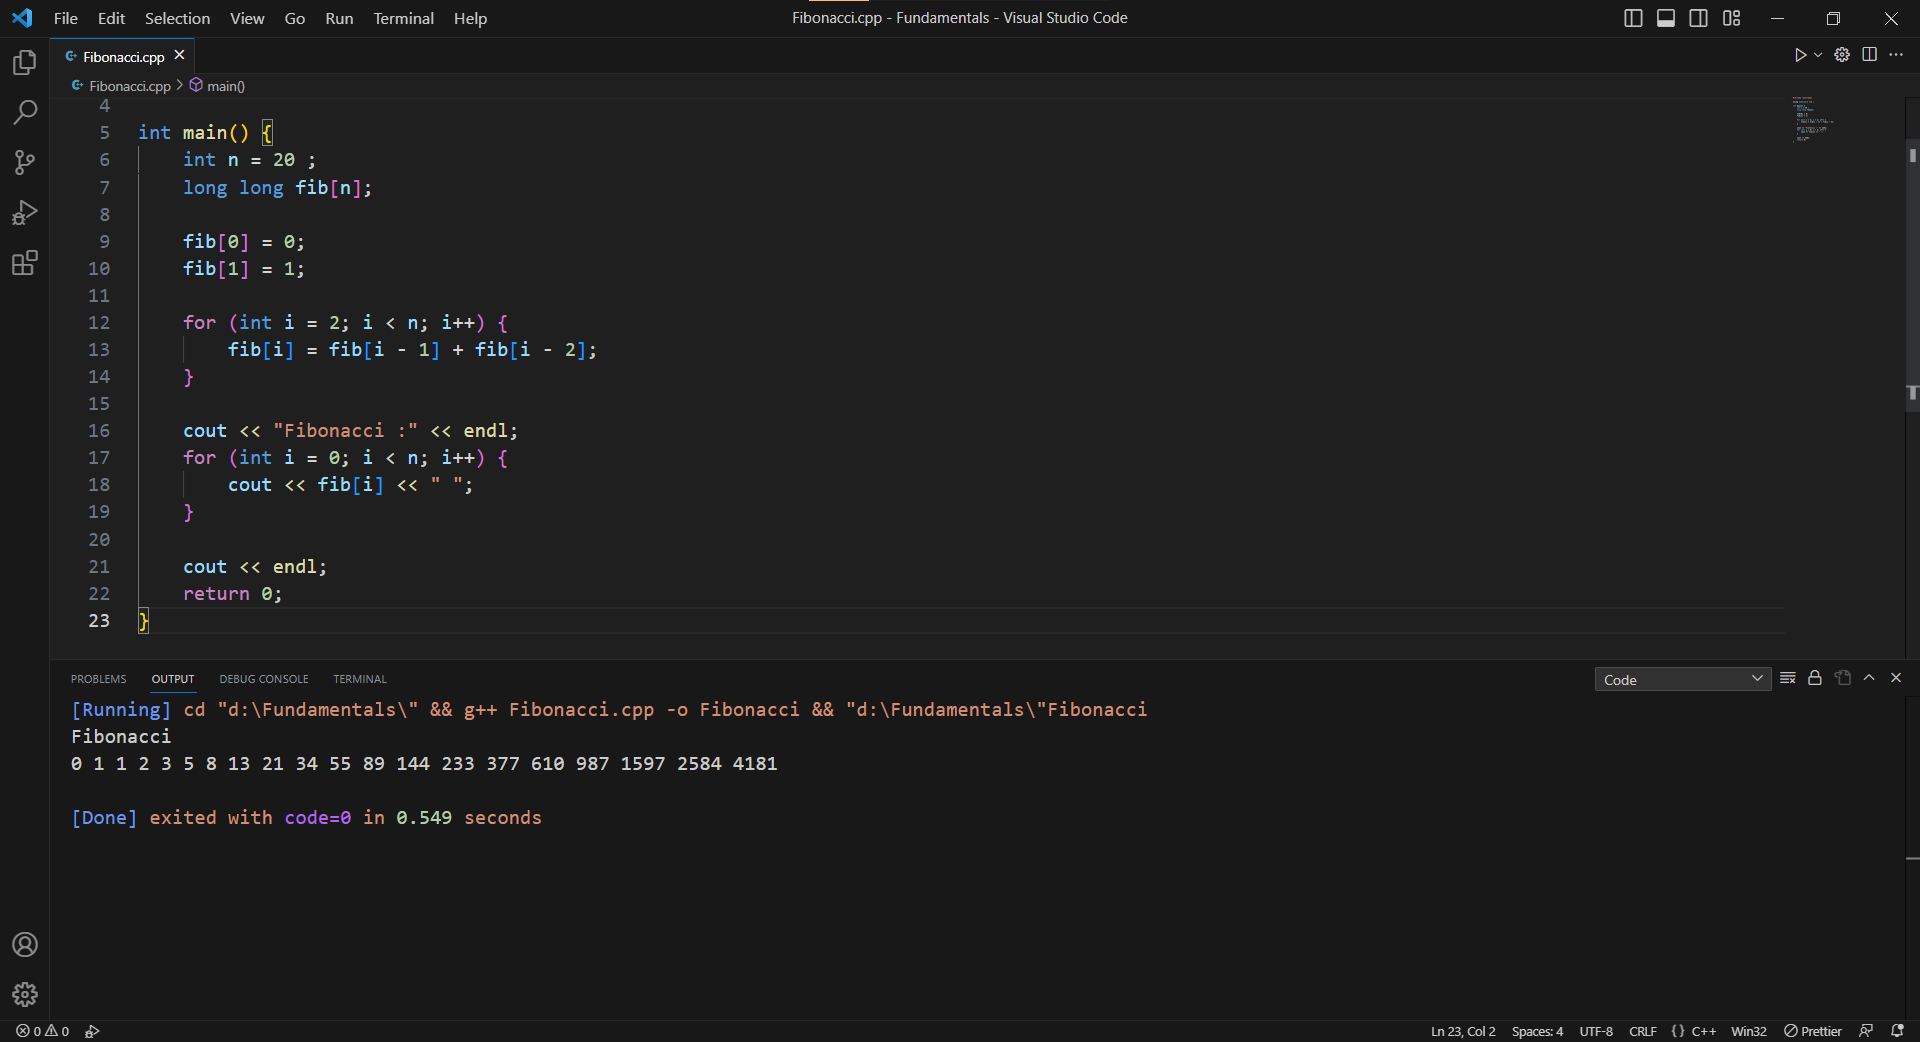 File Edit Selection View Go Run Terminal Help
Fibonacci.cpp - Fundamentals - Visual Studio Code
Fibonacci.cpp
Fibonacci.cpp > main()
4
5 int main() {
6 int n = 20 ;
7 long long fib[n];
8
9 fib[0] = 0;
10 fib[1] = 1;
11
12 for (int i = 2; i < n; i++) {
13 fib[i] = fib[i - 1] + fib[i - 2];
14 }
15
16 cout << "Fibonacci :" << endl;
17 for (int i = 0; i < n; i++) {
18 cout << fib[i] << " ";
19 }
20
21 cout << endl;
22 return 0;
23 }
PROBLEMS OUTPUT DEBUG CONSOLE TERMINAL
Code
[Running] cd "d:\Fundamentals\" && g++ Fibonacci.cpp -o Fibonacci && "d:\Fundamentals\"Fibonacci
Fibonacci
0 1 1 2 3 5 8 13 21 34 55 89 144 233 377 610 987 1597 2584 4181
[Done] exited with code=0 in 0.549 seconds
0 0
Ln 23, Col 2 Spaces: 4 UTF-8 CRLF {} C++ Win32 Prettier